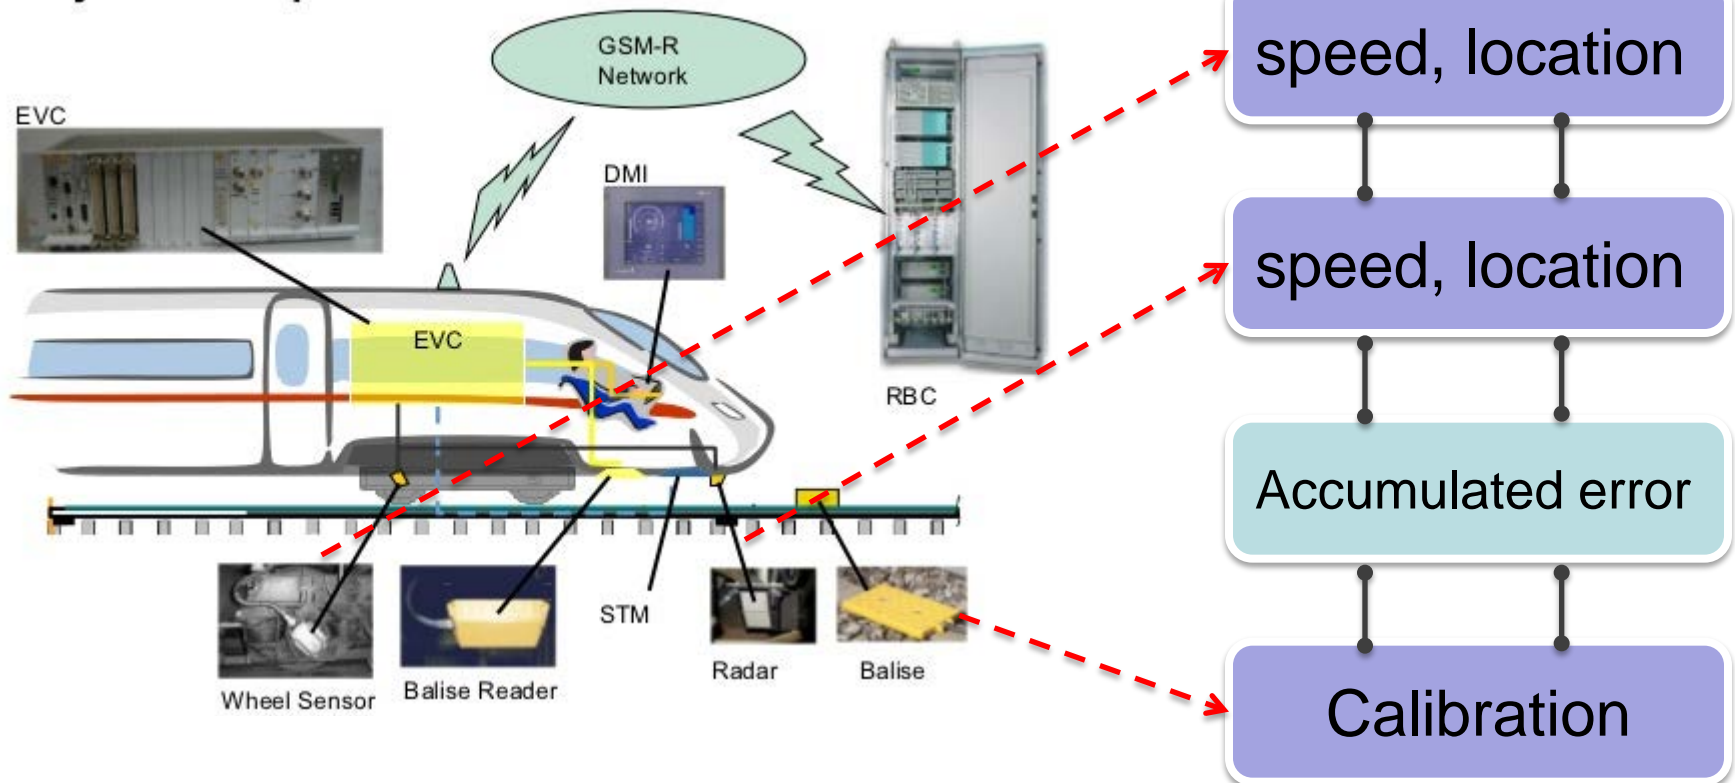 GSM-R
Network
EVC
DMI
EVC
RBC
STM
Wheel Sensor
Balise Reader
Radar
Balise
speed, location
speed, location
Accumulated error
Calibration